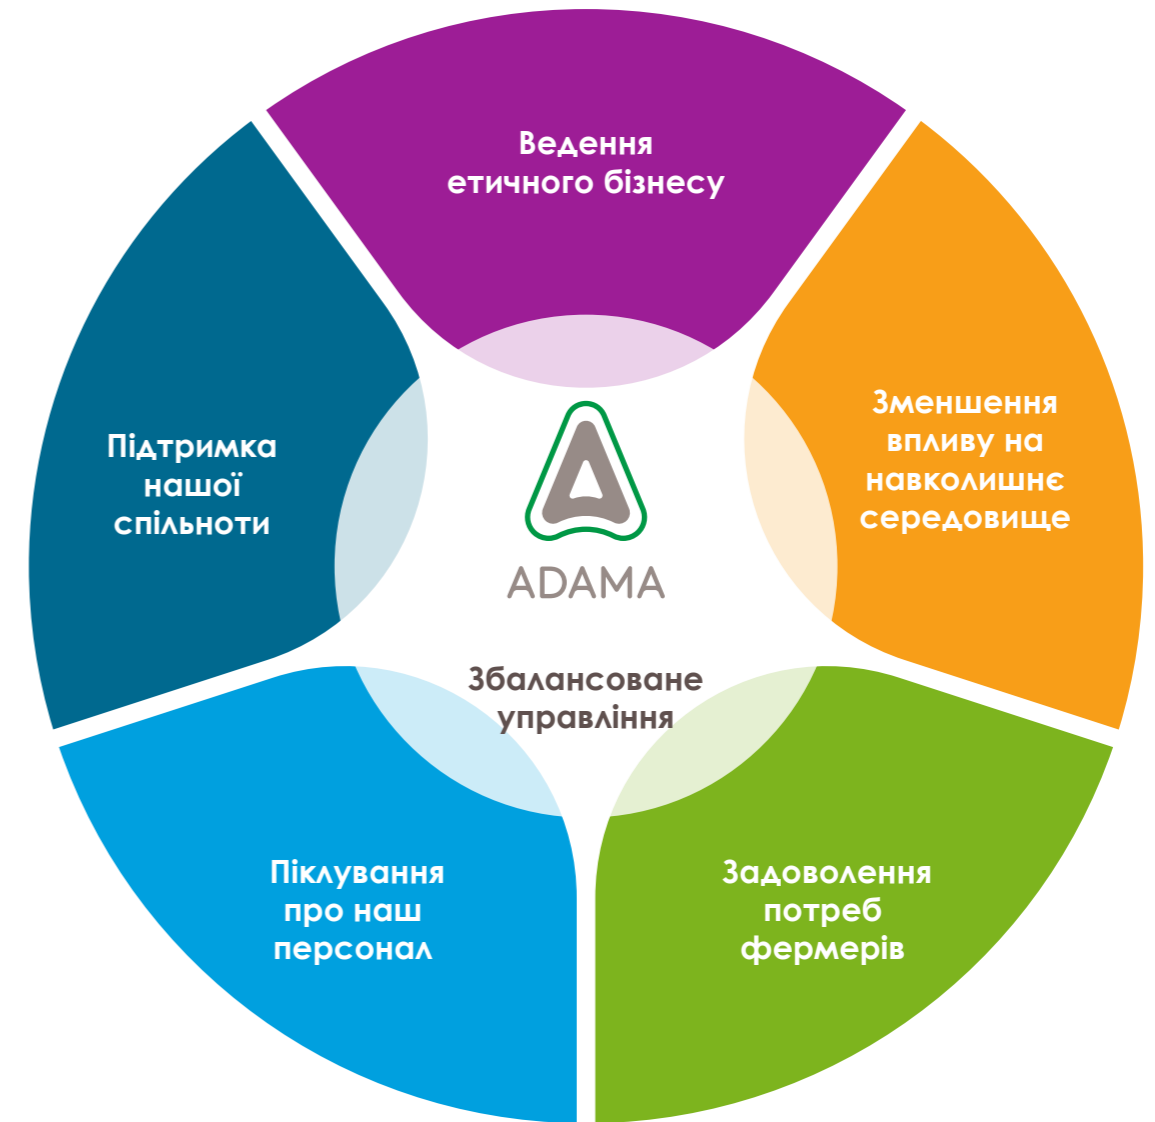 Ведення
етичного бізнесу
Зменшення
впливу на
навколишнє
середовище
Підтримка
нашої
спільноти
ADAMA
Збалансоване
управління
Піклування
про наш
персонал
Задоволення
потреб
фермерів